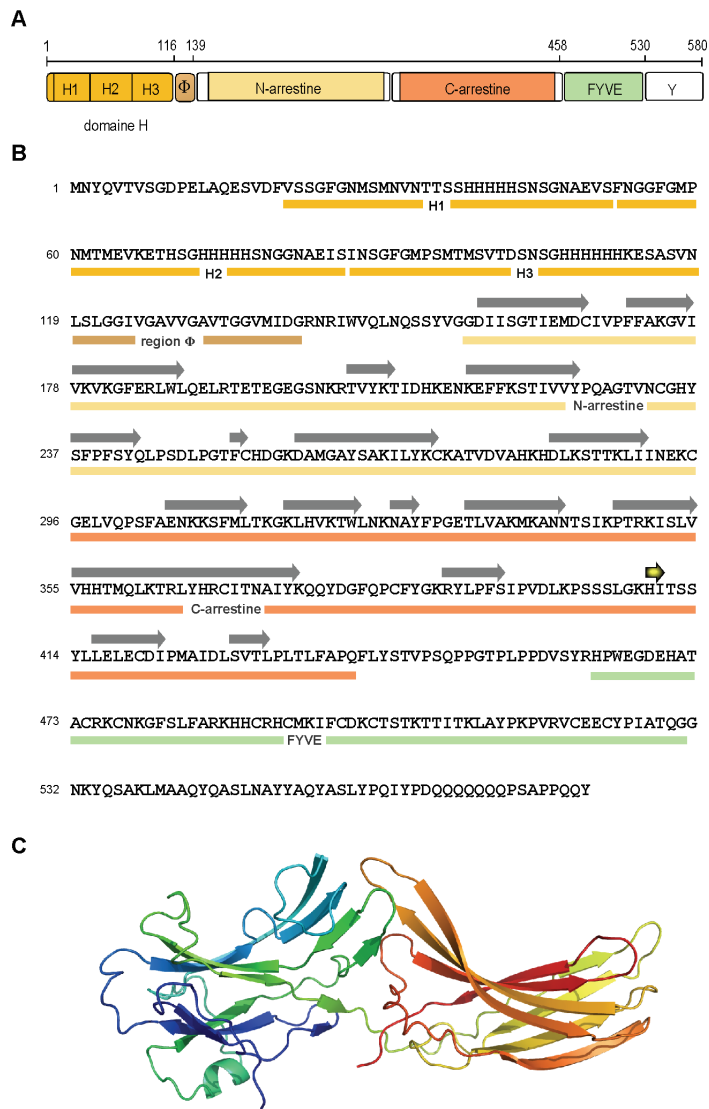 A
1 116 139 458 530 580
H1 H2 H3 Φ N-arrestine C-arrestine FYVE Y
domaine H
B
1 MNYQVTVSGDPELAQESVDFVSSGFGNMSMNVNTTSSHHHHHSNSGNAEVSFNGGFGMP
H1
60 NMTMEVKETHSGHHHHHSNGGNAEISINSGFGMPSMTMSVTDSNSGHHHHHHKESASVN
H2 H3
119 LSLGGIVGAVVGAVTGGVMIDGRNRIWVQLNQSSYVGGDIISGTIEMDCIVPFFAKGVI
region Φ
178 VKVKGFERLWLQELRTETEGEGSNKRTVYKTIDHKENKEFFKSTIVVYPQAGTVNCGHY
N-arrestine
237 SFPFSYQLPSDLPGTFCHDGKDAMGAYSAKILYKCKATVDVAHKHDLKSTTKLIINEKC
296 GELVQPSFAENKKSFMLTKGKLHVKTWLNKNAYFPGETLVAKMKANNTSIKPTRKISLV
355 VHHTMQLKTRLYHRCITNAIYKQQYDGFQPCFYGKRYLPFSIPVDLKPSSSLGKHITSS
C-arrestine
414 YLLELECDIPMAIDLSVTLPLTLFAPQFLYSTVPSQPPGTPLPPDVSYRHPWEGDEHAT
473 ACRKCNKGFSLFARKHHCRHCMKIFCDKCTSTKTTITKLAYPKPVRVCEECYPIATQGG
FYVE
532 NKYQSAKLMAAQYQASLNAYYAQYASLYPQIYPDQQQQQQQPSAPPQQY
C